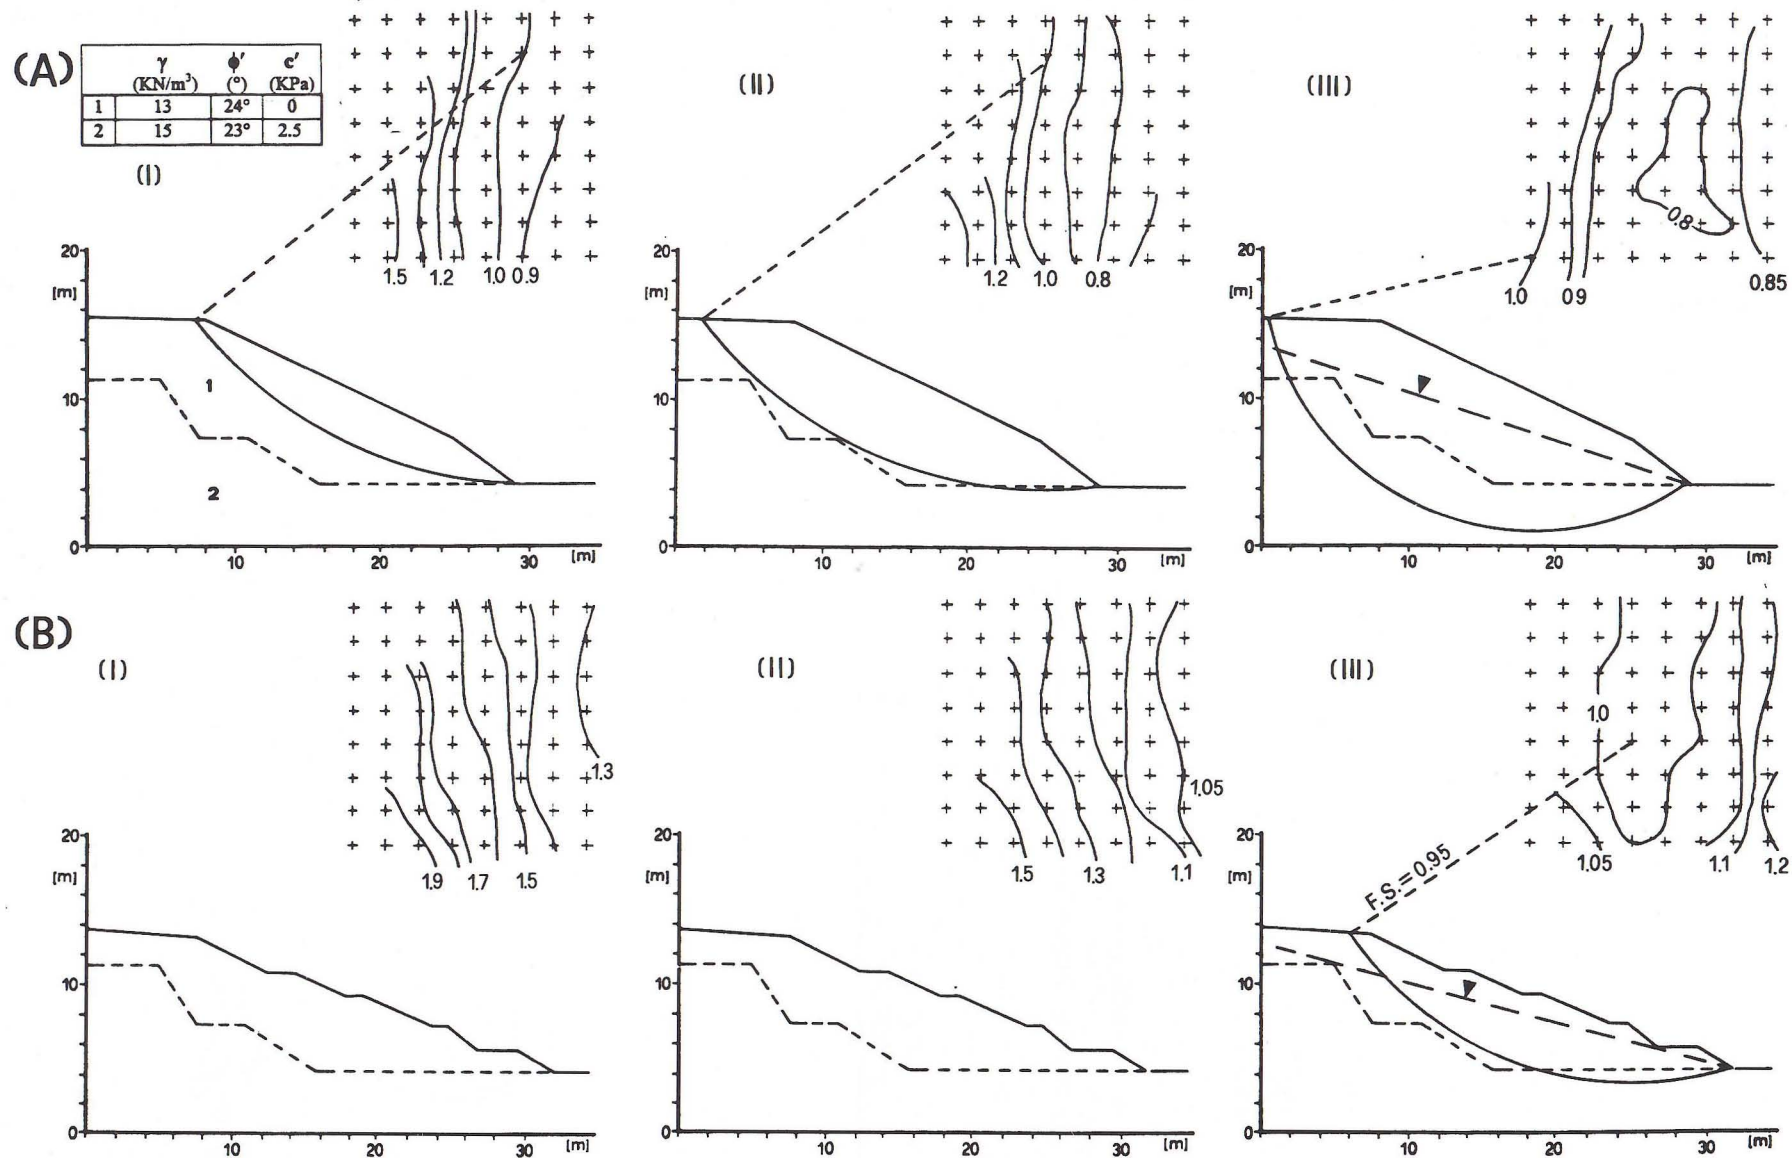 (A)
γ ϕ' c'
(KN/m³) (°) (KPa)
1 13 24° 0
2 15 23° 2.5
(I)
(II)
(III)
1.5 1.2 1.0 0.9
1.2 1.0 0.8
0.8
1.0 09 0.85
20
[m]
10
0
1
2
10 20 30 [m]
20
[m]
10
0
10 20 30 [m]
20
[m]
10
0
10 20 30 [m]
(B)
(I)
(II)
(III)
1.3
1.9 1.7 1.5
1.05
1.5 1.3 1.1
1.0
1.05 1.1 1.2
F.S.=0.95
20
[m]
10
0
10 20 30 [m]
20
[m]
10
0
10 20 30 [m]
20
[m]
10
0
10 20 30 [m]